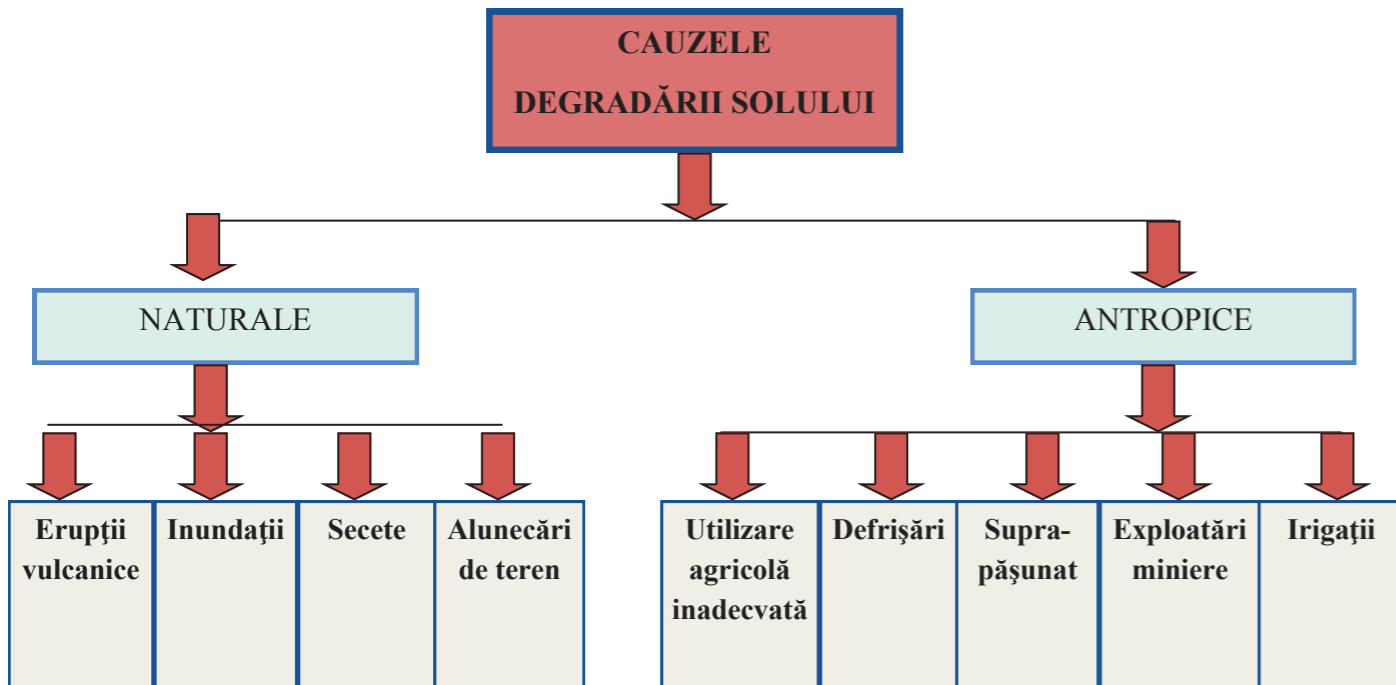 CAUZELE
DEGRADĂRII SOLULUI
NATURALE
ANTROPICE
Erupţii
vulcanice
Inundaţii
Secete
Alunecări
de teren
Utilizare
agricolă
inadecvată
Defrişări
Supra-
păşunat
Exploatări
miniere
Irigaţii